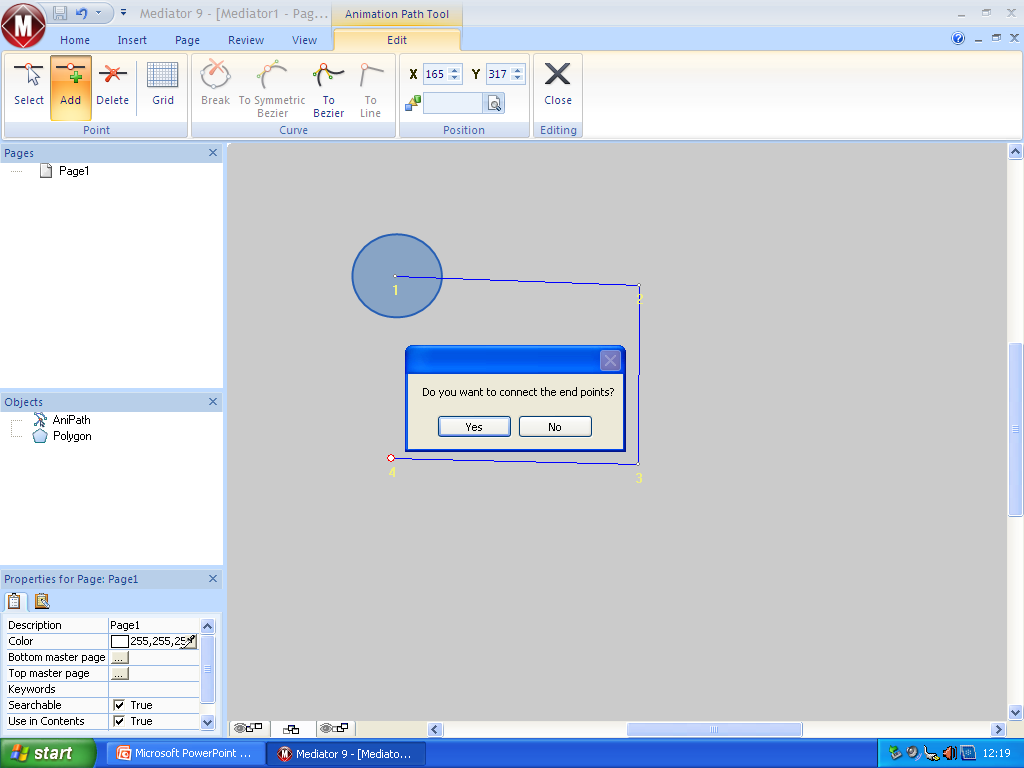 Mediator 9 - [Mediator1 - Pag...
Animation Path Tool
Home Insert Page Review View Edit
Select Add Delete Grid
Point
Break To Symmetric Bezier To Bezier To Line
Curve
X 165 Y 317
Position
Close
Editing
Pages
Page1
Objects
AniPath
Polygon
1
2
3
4
Do you want to connect the end points?
Yes No
Properties for Page: Page1
Description Page1
Color 255,255,25
Bottom master page ...
Top master page ...
Keywords
Searchable True
Use in Contents True
start Microsoft PowerPoint ... Mediator 9 - [Mediato... 12:19